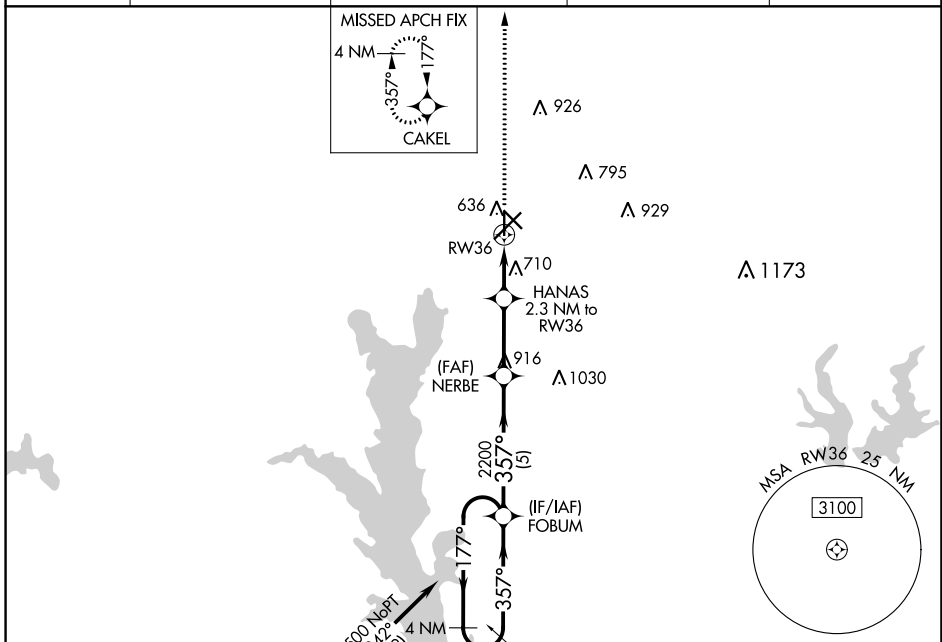 MISSED APCH FIX
4 NM
177°
357°
CAKEL
926
795
636
929
RW36
710
1173
HANAS
2.3 NM to
RW36
916
(FAF)
NERBE
1030
2200
357°
(5)
MSA RW36 25 NM
3100
(IF/IAF)
FOBUM
177°
357°
NoPT
4 NM